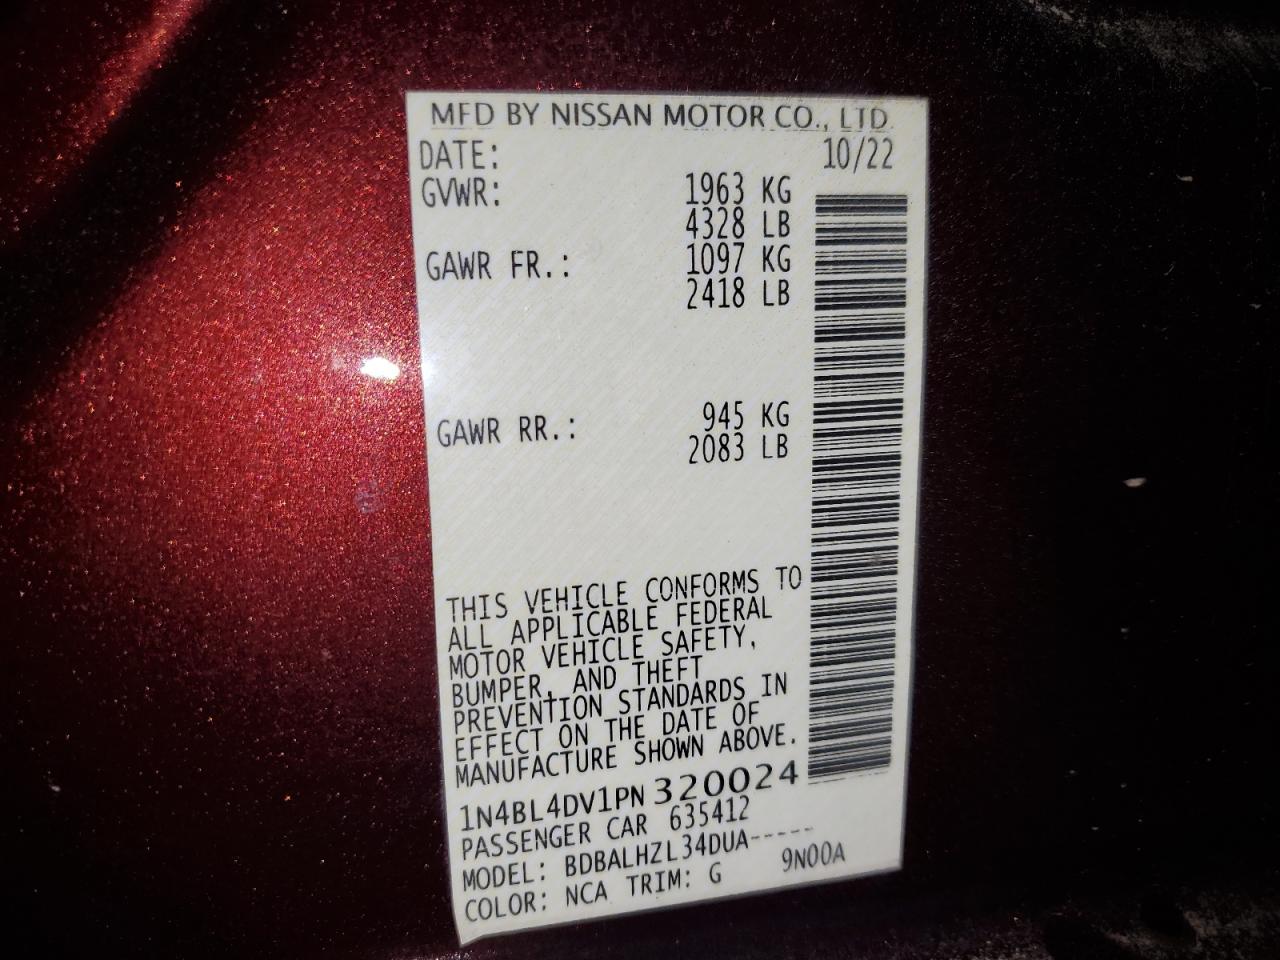 MFD BY NISSAN MOTOR CO., LTD.
DATE: 10/22
GVWR: 1963 KG
4328 LB
GAWR FR.: 1097 KG
2418 LB
GAWR RR.: 945 KG
2083 LB
THIS VEHICLE CONFORMS TO
ALL APPLICABLE FEDERAL
MOTOR VEHICLE SAFETY,
BUMPER, AND THEFT
PREVENTION STANDARDS IN
EFFECT ON THE DATE OF
MANUFACTURE SHOWN ABOVE.
1N4BL4DV1PN320024
PASSENGER CAR 635412
MODEL: BDBALHZL34DUA-----
COLOR: NCA TRIM: G 9N00A